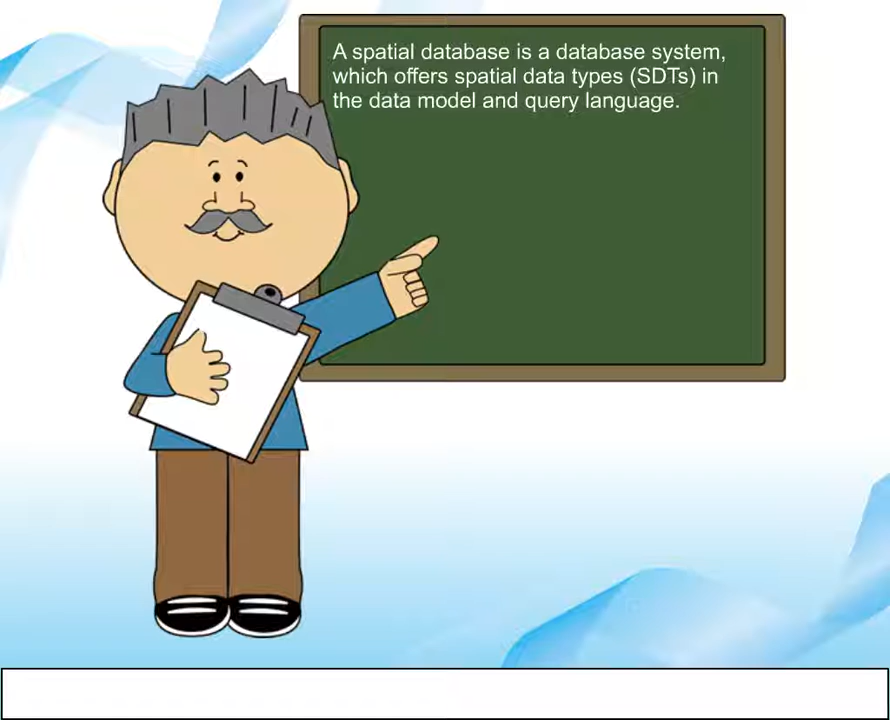 A spatial database is a database system,
which offers spatial data types (SDTs) in
the data model and query language.